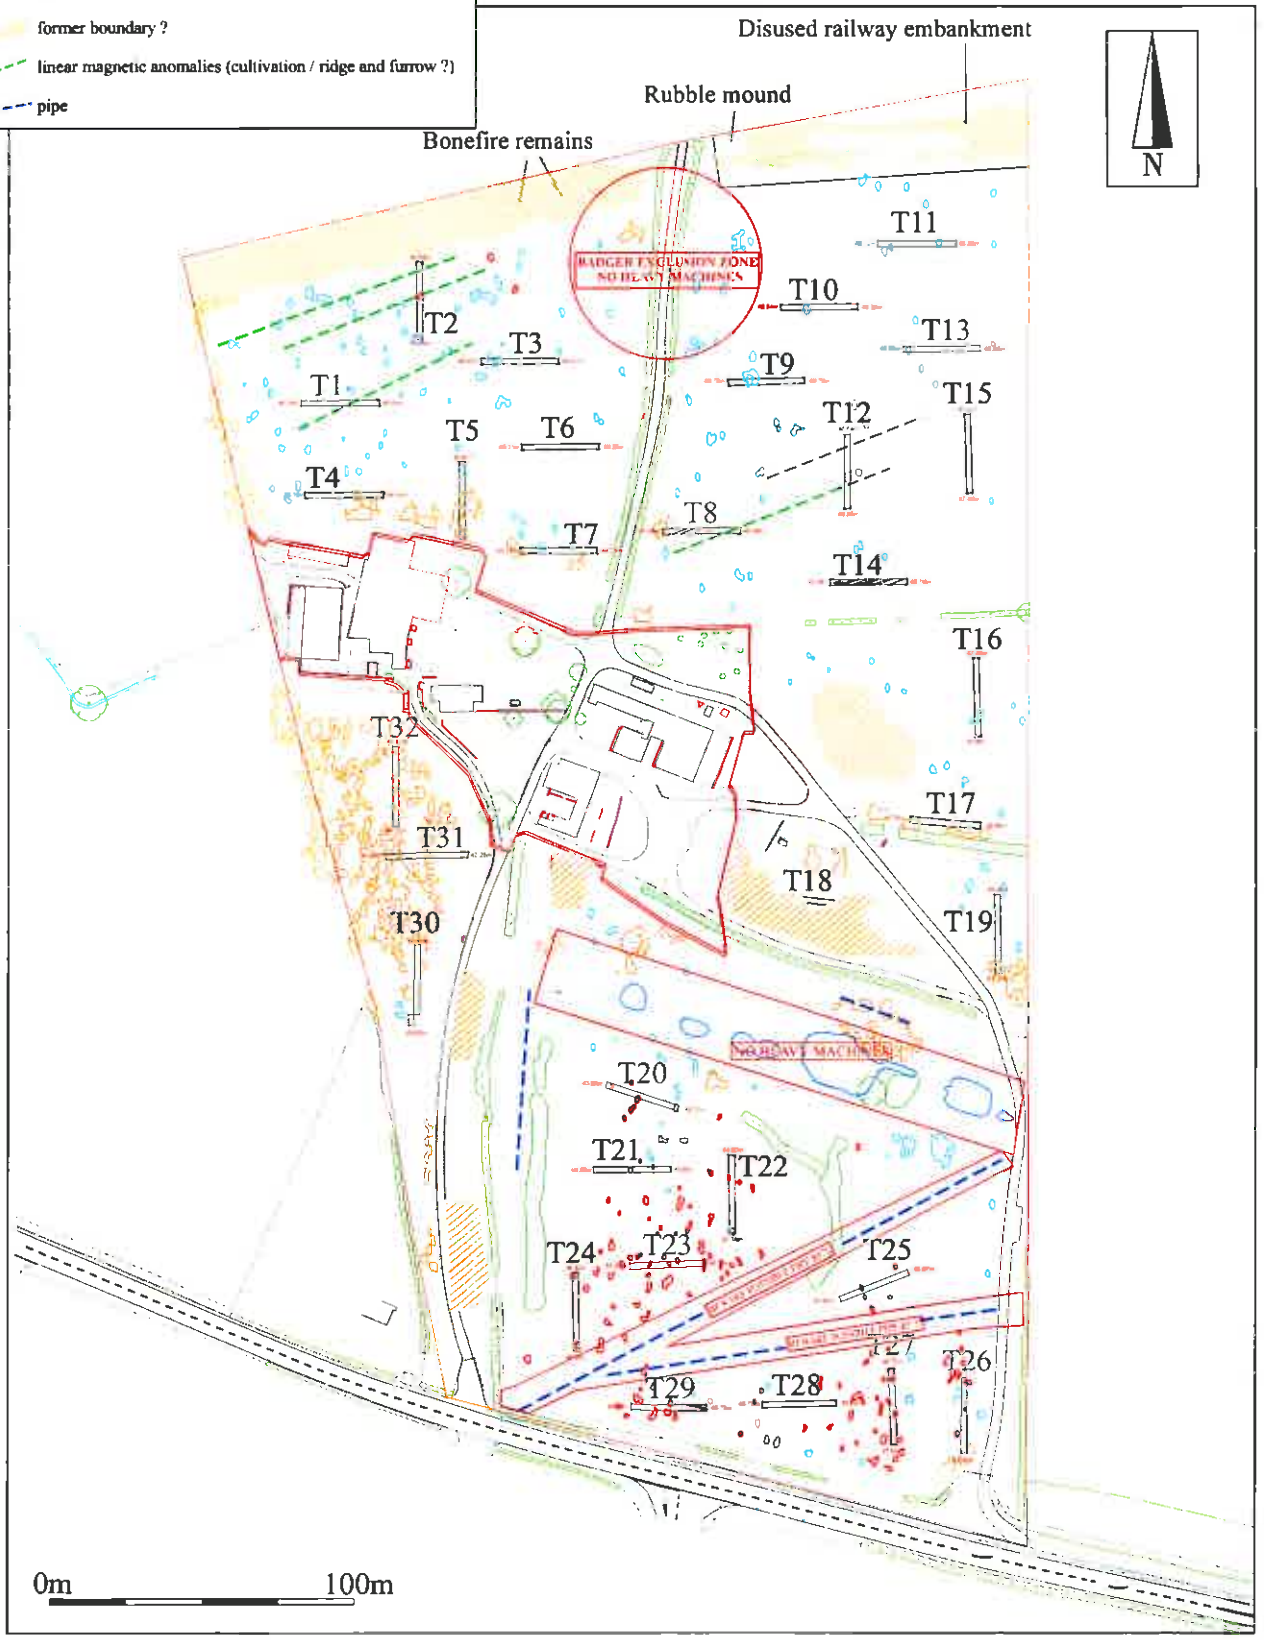 former boundary ?
linear magnetic anomalies (cultivation / ridge and furrow ?)
pipe
Disused railway embankment
Rubble mound
Bonefire remains
N
BADGER EXCLUSION ZONE
NO HEAVY MACHINES
T11
T10
T2
T3
T13
T9
T1
T15
T12
T5
T6
T4
T8
T7
T14
T16
T32
T17
T31
T18
T30
T19
NO HEAVY MACHINES
T20
T21
T22
T24
T23
T25
T27
T26
T29
T28
0m
100m